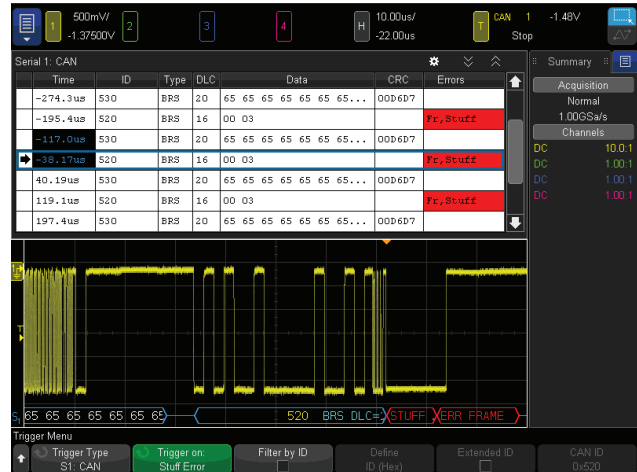 1 500mV/ -1.37500V 2 3 4 H 10.00us/ -22.00us T CAN 1 -1.48V Stop
Serial 1: CAN
Time ID Type DLC Data CRC Errors
-274.3us 530 BRS 20 65 65 65 65 65 65... 00D6D7
-195.4us 520 BRS 16 00 03 Fr,Stuff
-117.0us 530 BRS 20 65 65 65 65 65 65... 00D6D7
-38.17us 520 BRS 16 00 03 Fr,Stuff
40.19us 530 BRS 20 65 65 65 65 65 65... 00D6D7
119.1us 520 BRS 16 00 03 Fr,Stuff
197.4us 530 BRS 20 65 65 65 65 65 65... 00D6D7
Summary
Acquisition
Normal
1.00GSa/s
Channels
DC 10.0:1
DC 1.00:1
DC 1.00:1
DC 1.00:1
T
S1 65 65 65 65 65 65 520 BRS DLC= STUFF ERR FRAME
Trigger Menu
Trigger Type
S1: CAN
Trigger on:
Stuff Error
Filter by ID
Define
ID (Hex)
Extended ID
CAN ID
0x520